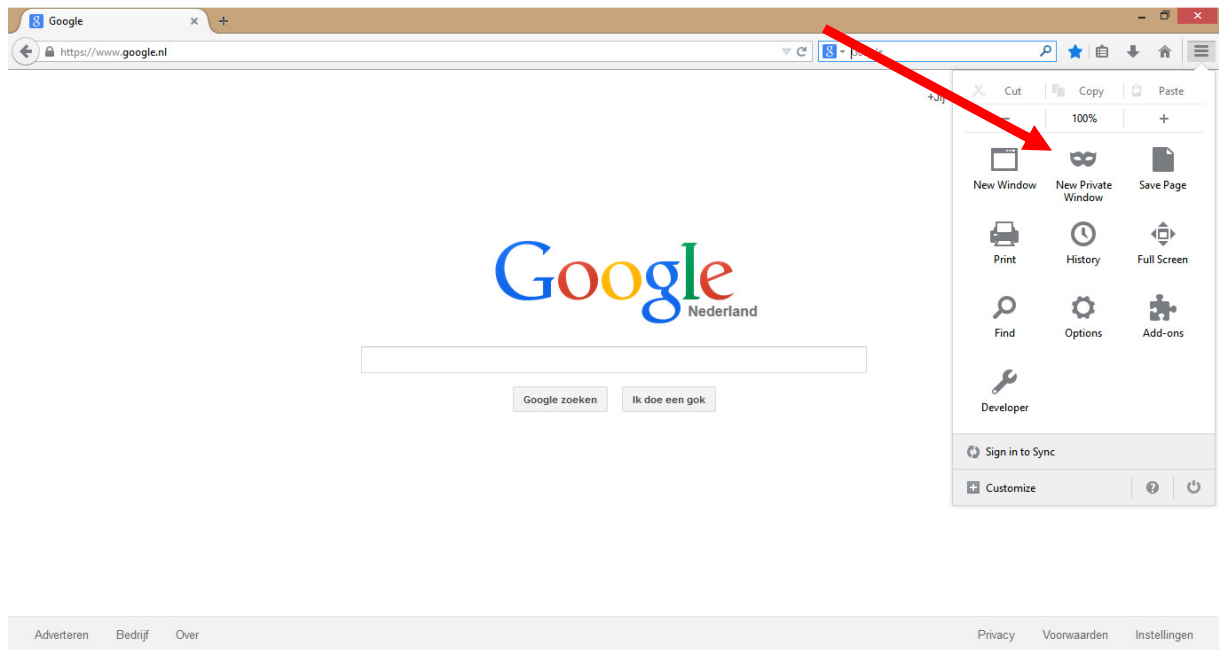 Google
https://www.google.nl
+Jij
Cut Copy Paste
100%
New Window New Private Window Save Page
Print History Full Screen
Google
Nederland
Find Options Add-ons
Google zoeken Ik doe een gok
Developer
Sign in to Sync
Customize
Adverteren Bedrijf Over Privacy Voorwaarden Instellingen